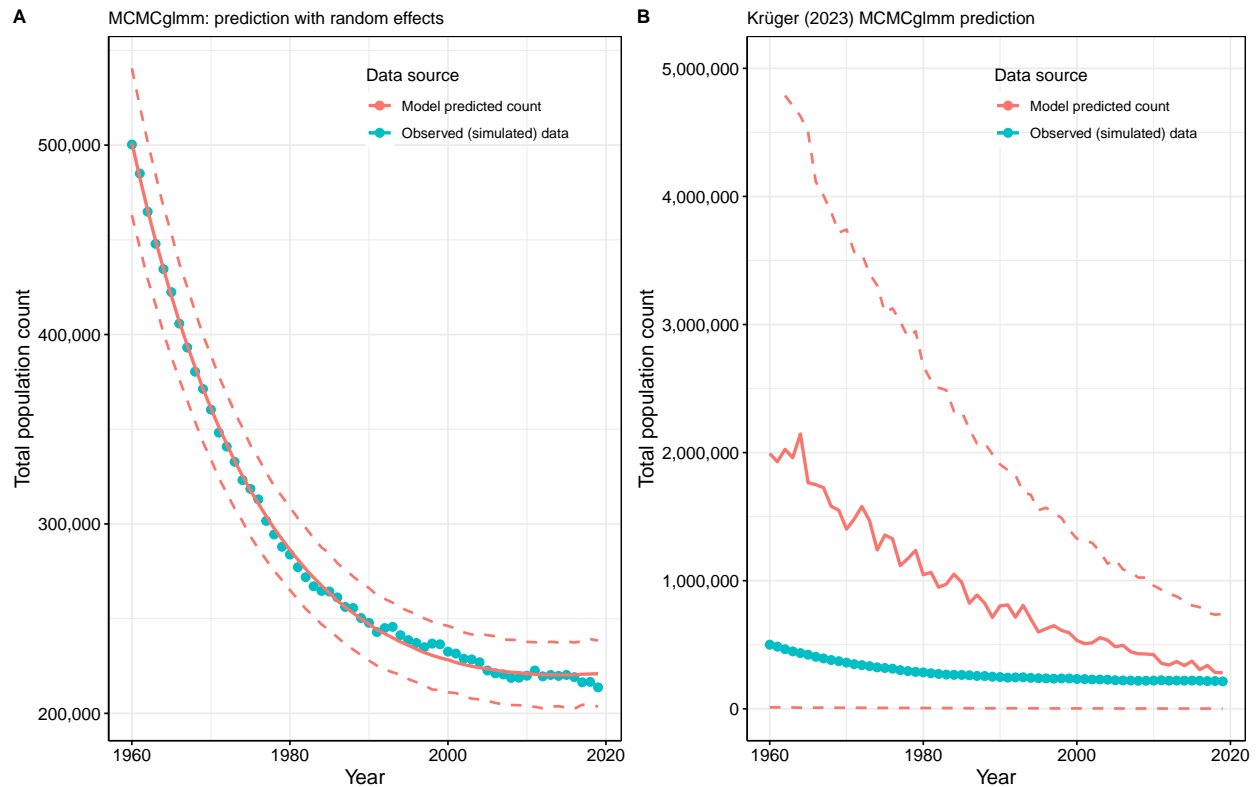 A
MCMCglmm: prediction with random effects
Data source
Model predicted count
Observed (simulated) data
500,000
400,000
300,000
200,000
Total population count
1960
1980
2000
2020
Year
B
Krüger (2023) MCMCglmm prediction
Data source
Model predicted count
Observed (simulated) data
5,000,000
4,000,000
3,000,000
2,000,000
1,000,000
0
Total population count
1960
1980
2000
2020
Year